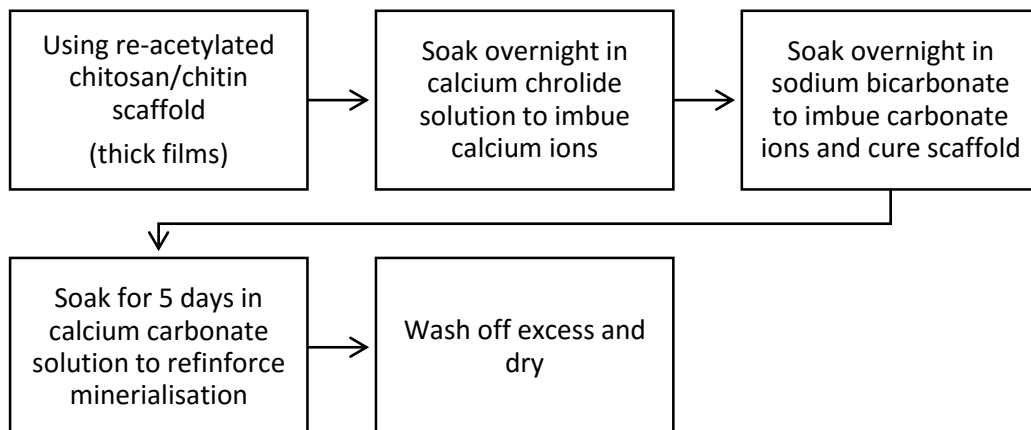 Using re-acetylated
chitosan/chitin
scaffold
(thick films)
Soak overnight in
calcium chrolide
solution to imbue
calcium ions
Soak overnight in
sodium bicarbonate
to imbue carbonate
ions and cure scaffold
Soak for 5 days in
calcium carbonate
solution to refinforce
minerialisation
Wash off excess and
dry